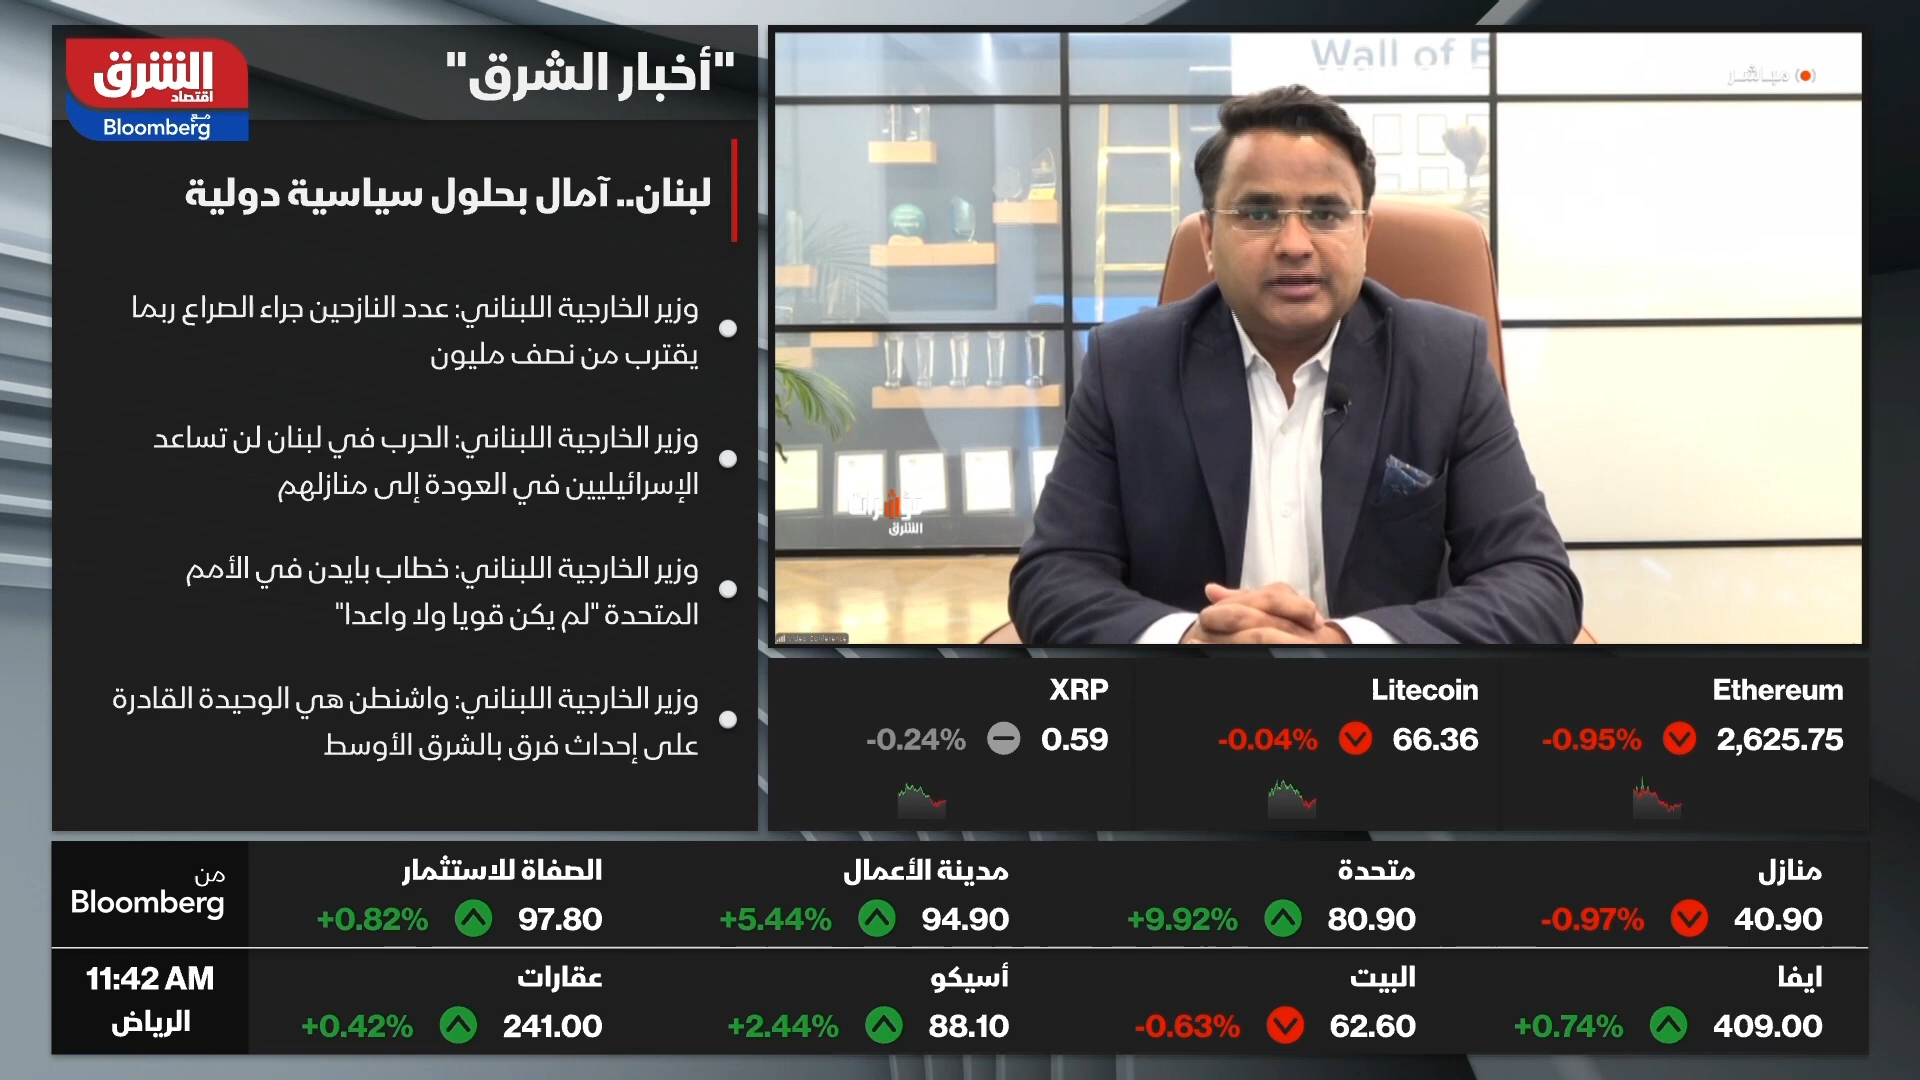 "أخبار الشرق"
الشرق
اقتصاد
مع
Bloomberg
لبنان.. آمال بحلول سياسية دولية
وزير الخارجية اللبناني: عدد النازحين جراء الصراع ربما
يقترب من نصف مليون
وزير الخارجية اللبناني: الحرب في لبنان لن تساعد
الإسرائيليين في العودة إلى منازلهم
وزير الخارجية اللبناني: خطاب بايدن في الأمم
المتحدة "لم يكن قويا ولا واعدا"
وزير الخارجية اللبناني: واشنطن هي الوحيدة القادرة
على إحداث فرق بالشرق الأوسط
Wall of
مباشر
الشرق
Video Conference
Ethereum
2,625.75 -0.95%
Litecoin
66.36 -0.04%
XRP
0.59 -0.24%
منازل
40.90 -0.97%
متحدة
80.90 +9.92%
مدينة الأعمال
94.90 +5.44%
الصفاة للاستثمار
97.80 +0.82%
من
Bloomberg
ايفا
409.00 +0.74%
البيت
62.60 -0.63%
أسيكو
88.10 +2.44%
عقارات
241.00 +0.42%
11:42 AM
الرياض